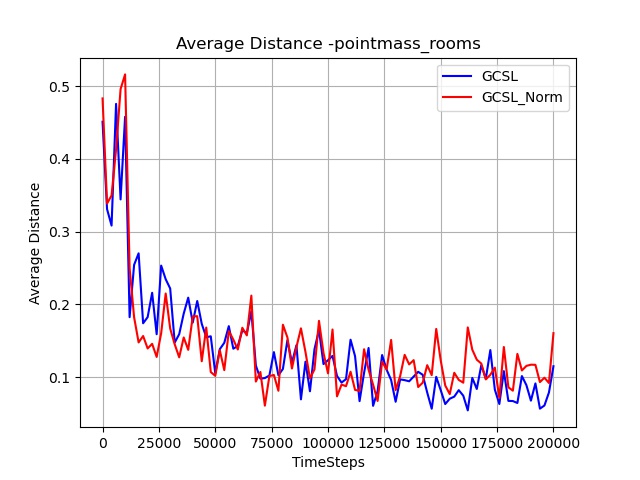 Average Distance -pointmass_rooms
GCSL
GCSL_Norm
Average Distance
0.5
0.4
0.3
0.2
0.1
0 25000 50000 75000 100000 125000 150000 175000 200000
TimeSteps